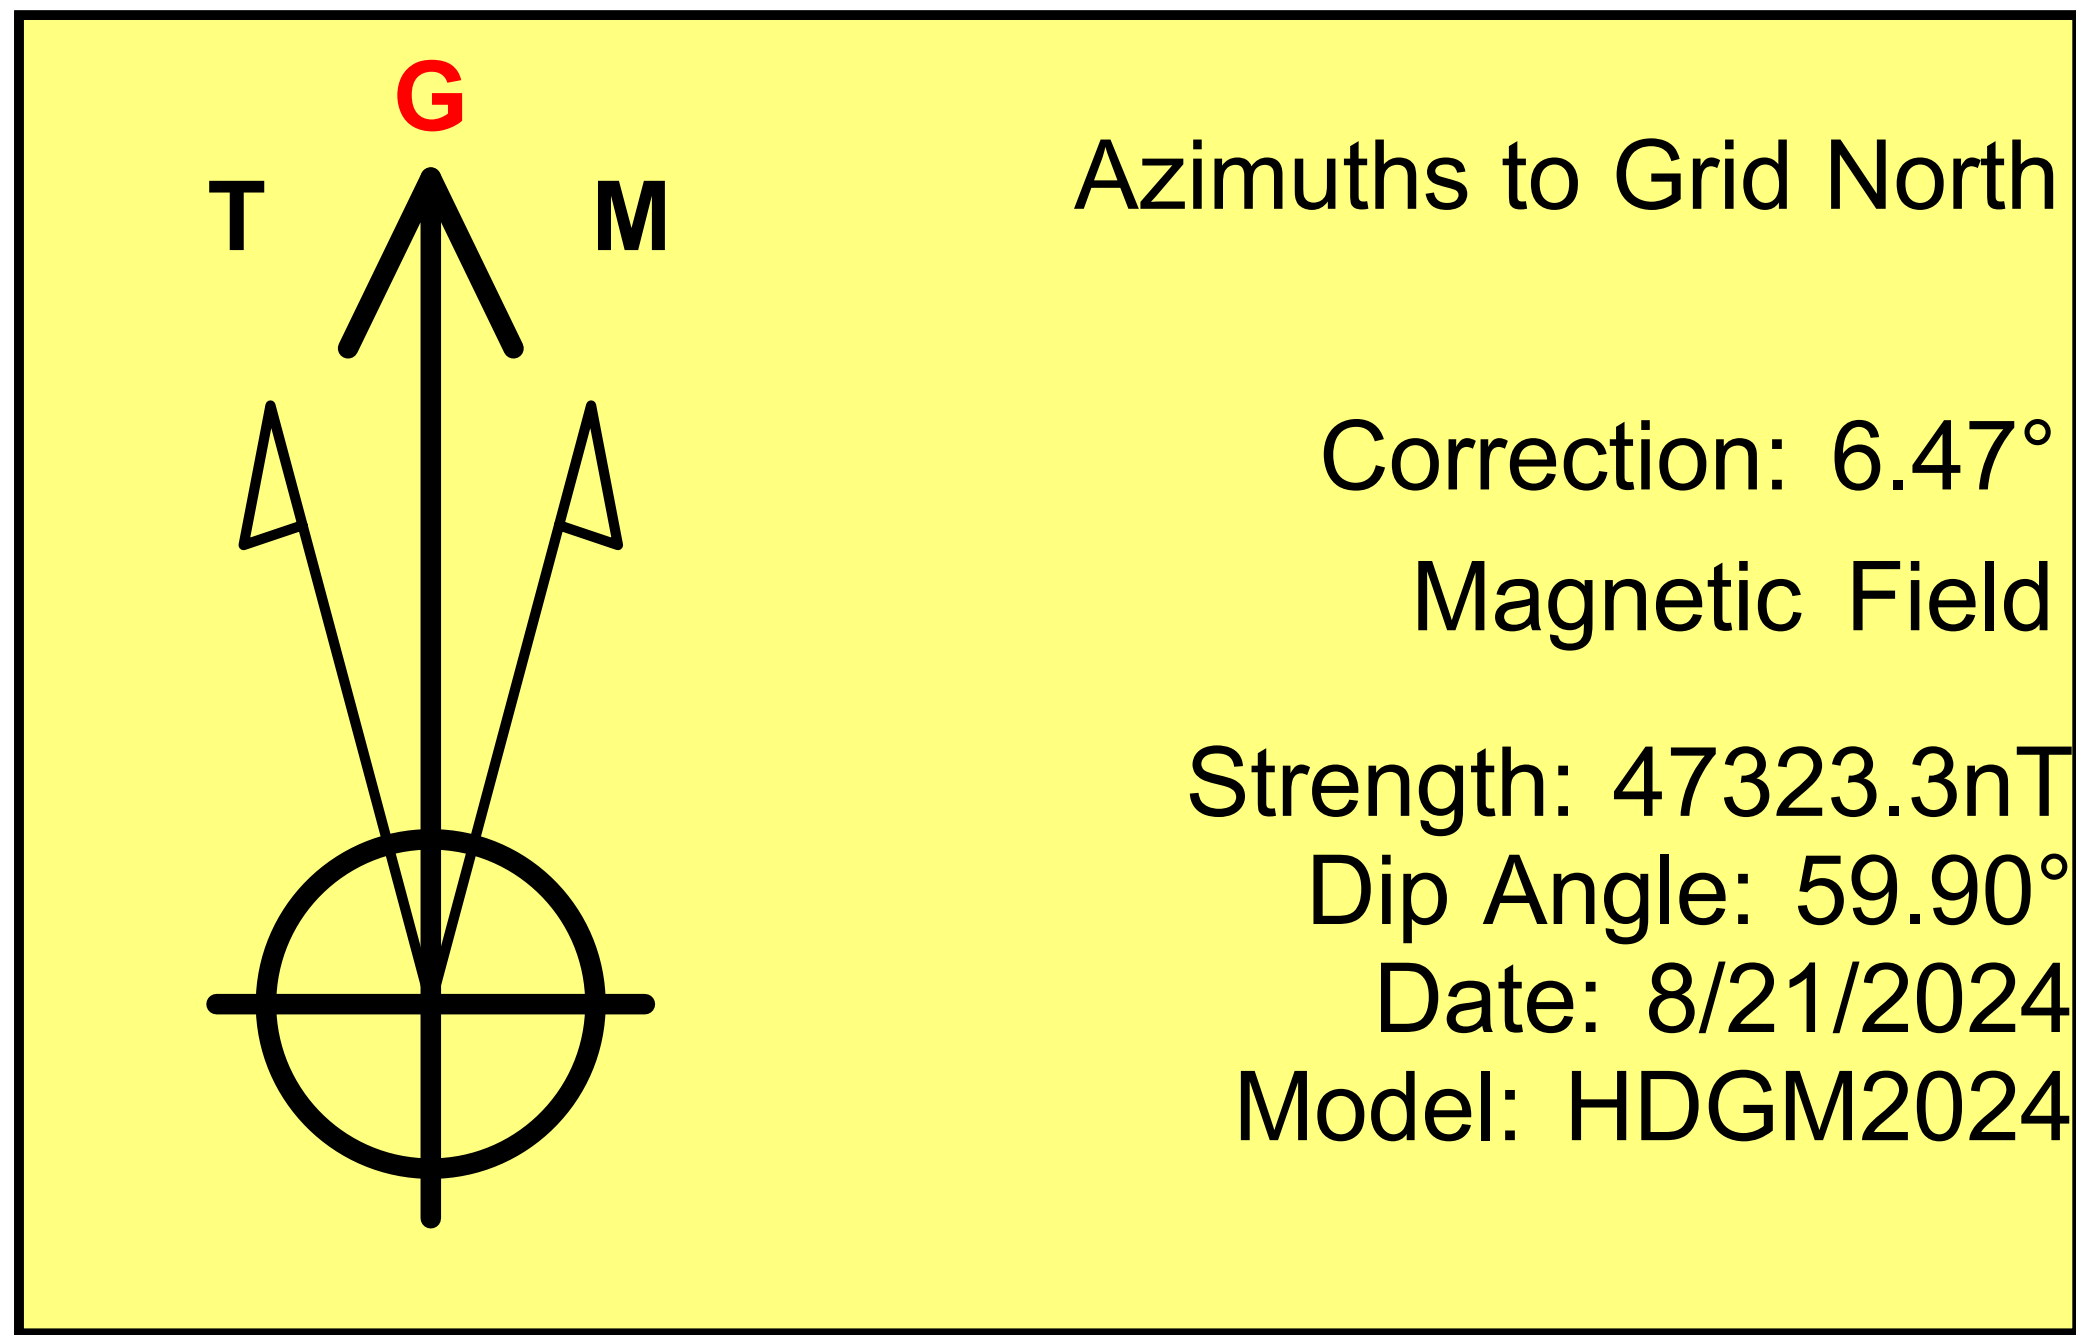 G
T M
Azimuths to Grid North
Correction: 6.47°
Magnetic Field
Strength: 47323.3nT
Dip Angle: 59.90°
Date: 8/21/2024
Model: HDGM2024